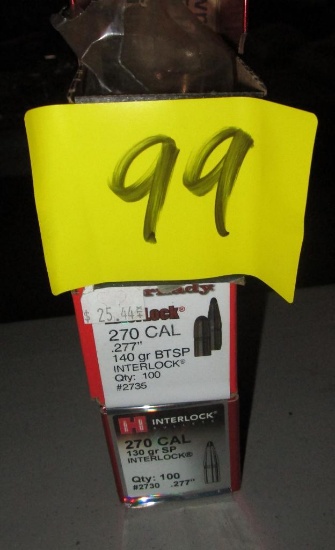 99
$ 25.44
270 CAL
.277"
140 gr BTSP
INTERLOCK®
Qty: 100
#2735
H INTERLOCK
BULLETS
270 CAL
130 gr SP
INTERLOCK®
Qty: 100
#2730 .277"